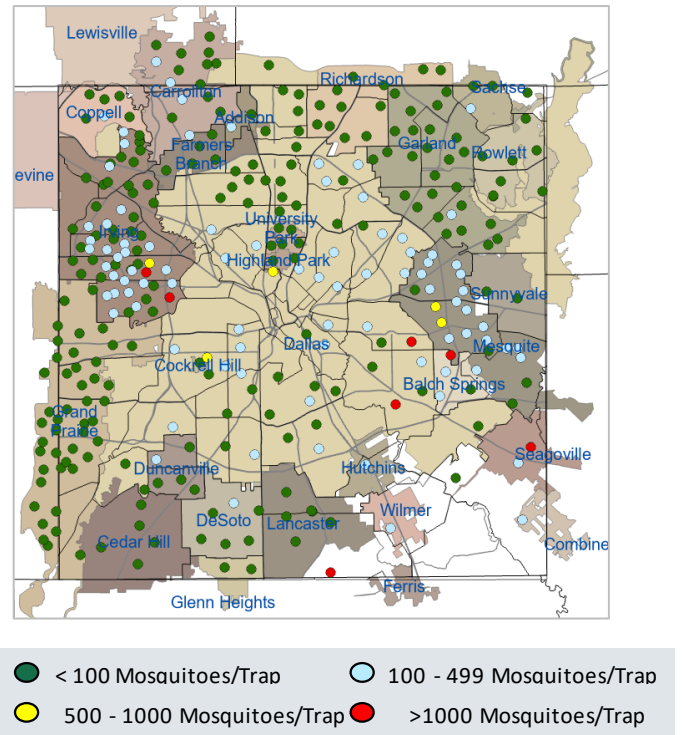 Lewisville
Richardson
Carrollton
Sachse
Coppell
Addison
Farmers
Branch
Garland
Rowlett
evine
University
Park
Irving
Highland Park
Sunnyvale
Dallas
Mesquite
Cockrell Hill
Balch Springs
Grand
Prairie
Seagoville
Duncanville
Hutchins
Wilmer
DeSoto
Lancaster
Cedar Hill
Combine
Ferris
Glenn Heights
< 100 Mosquitoes/Trap
100 - 499 Mosquitoes/Trap
500 - 1000 Mosquitoes/Trap
>1000 Mosquitoes/Trap